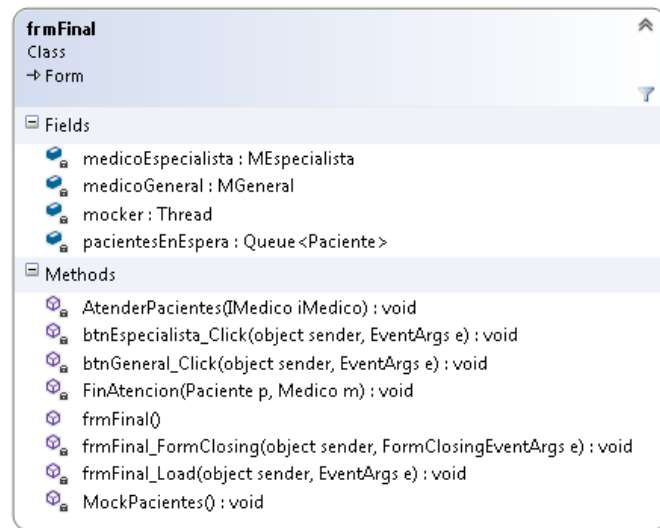 frmFinal
Class
Form
Fields
medicoEspecialista : MEspecialista
medicoGeneral : MGeneral
mocker : Thread
pacientesEnEspera : Queue<Paciente>
Methods
AtenderPacientes(IMedico iMedico) : void
btnEspecialista_Click(object sender, EventArgs e) : void
btnGeneral_Click(object sender, EventArgs e) : void
FinAtencion(Paciente p, Medico m) : void
frmFinal()
frmFinal_FormClosing(object sender, FormClosingEventArgs e) : void
frmFinal_Load(object sender, EventArgs e) : void
MockPacientes() : void